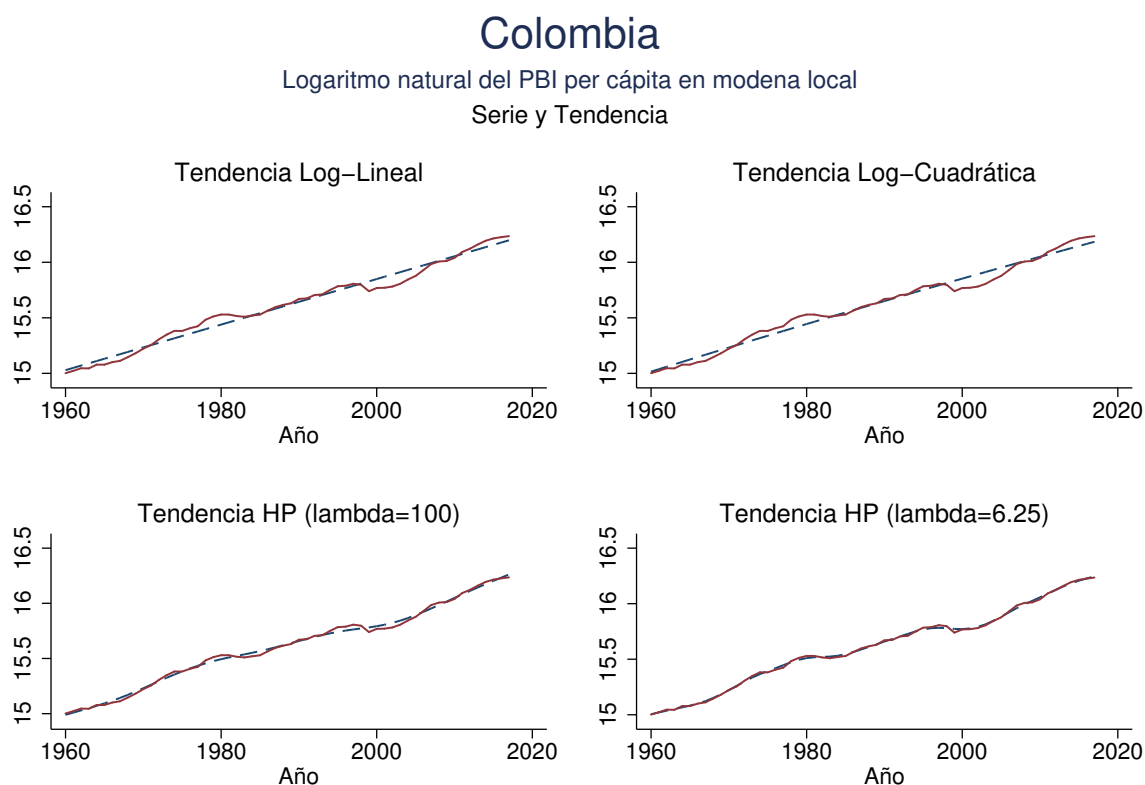 Colombia
Logaritmo natural del PBI per cápita en modena local
Serie y Tendencia
Tendencia Log−Lineal
16.5
16
15.5
15
1960 1980 2000 2020
Año
Tendencia Log−Cuadrática
16.5
16
15.5
15
1960 1980 2000 2020
Año
Tendencia HP (lambda=100)
16.5
16
15.5
15
1960 1980 2000 2020
Año
Tendencia HP (lambda=6.25)
16.5
16
15.5
15
1960 1980 2000 2020
Año